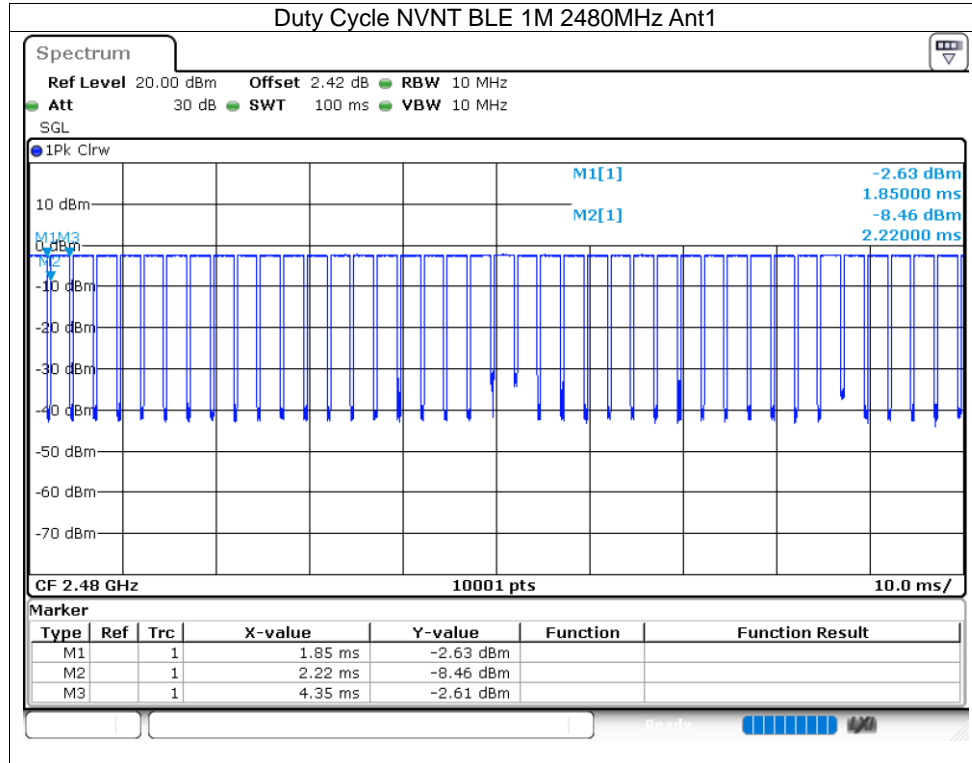 Duty Cycle NVNT BLE 1M 2480MHz Ant1
Spectrum
Ref Level 20.00 dBm Offset 2.42 dB RBW 10 MHz
Att 30 dB SWT 100 ms VBW 10 MHz
SGL
1Pk Clrw
M1[1] -2.63 dBm
1.85000 ms
10 dBm
M2[1] -8.46 dBm
2.22000 ms
M1M3
0 dBm
M2
-10 dBm
-20 dBm
-30 dBm
-40 dBm
-50 dBm
-60 dBm
-70 dBm
CF 2.48 GHz 10001 pts 10.0 ms/
Marker
Type Ref Trc X-value Y-value Function Function Result
M1 1 1.85 ms -2.63 dBm
M2 1 2.22 ms -8.46 dBm
M3 1 4.35 ms -2.61 dBm
Ready LXI